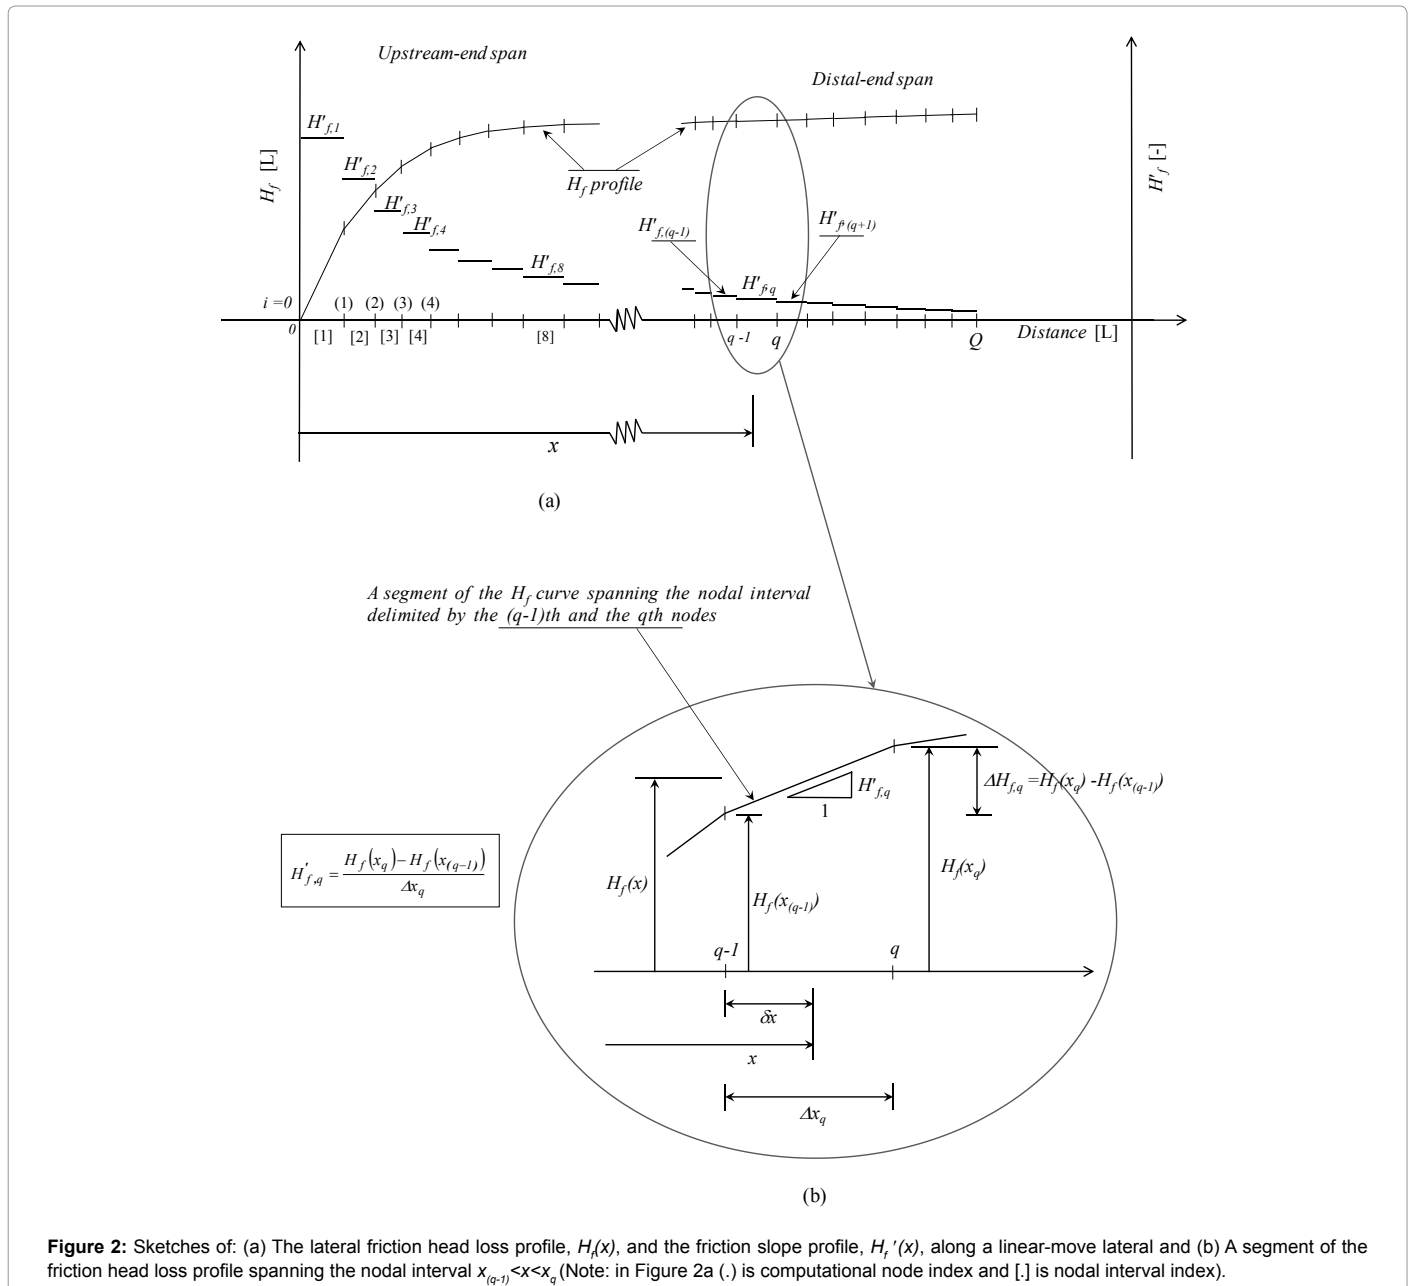 Upstream-end span
Distal-end span
H'f,1
H'f,2
H'f,3
H'f,4
H'f,8
Hf [L]
H'f [-]
Hf profile
H'f,(q-1)
H'f,(q+1)
H'f,q
i =0
(1) (2) (3) (4)
0
[1] [2] [3] [4] [8]
q -1 q Q
Distance [L]
x
(a)
A segment of the Hf curve spanning the nodal interval
delimited by the (q-1)th and the qth nodes
H'f,q
1
ΔHf,q =Hf(xq) -Hf(x(q-1))
H'f,q = Hf(xq) − Hf(x(q−1)) / Δxq
Hf(x)
Hf(x(q-1))
Hf(xq)
q-1 q
δx
x
Δxq
(b)
Figure 2: Sketches of: (a) The lateral friction head loss profile, Hf(x), and the friction slope profile, Hf '(x), along a linear-move lateral and (b) A segment of the
friction head loss profile spanning the nodal interval x(q-1)<x<xq (Note: in Figure 2a (.) is computational node index and [.] is nodal interval index).